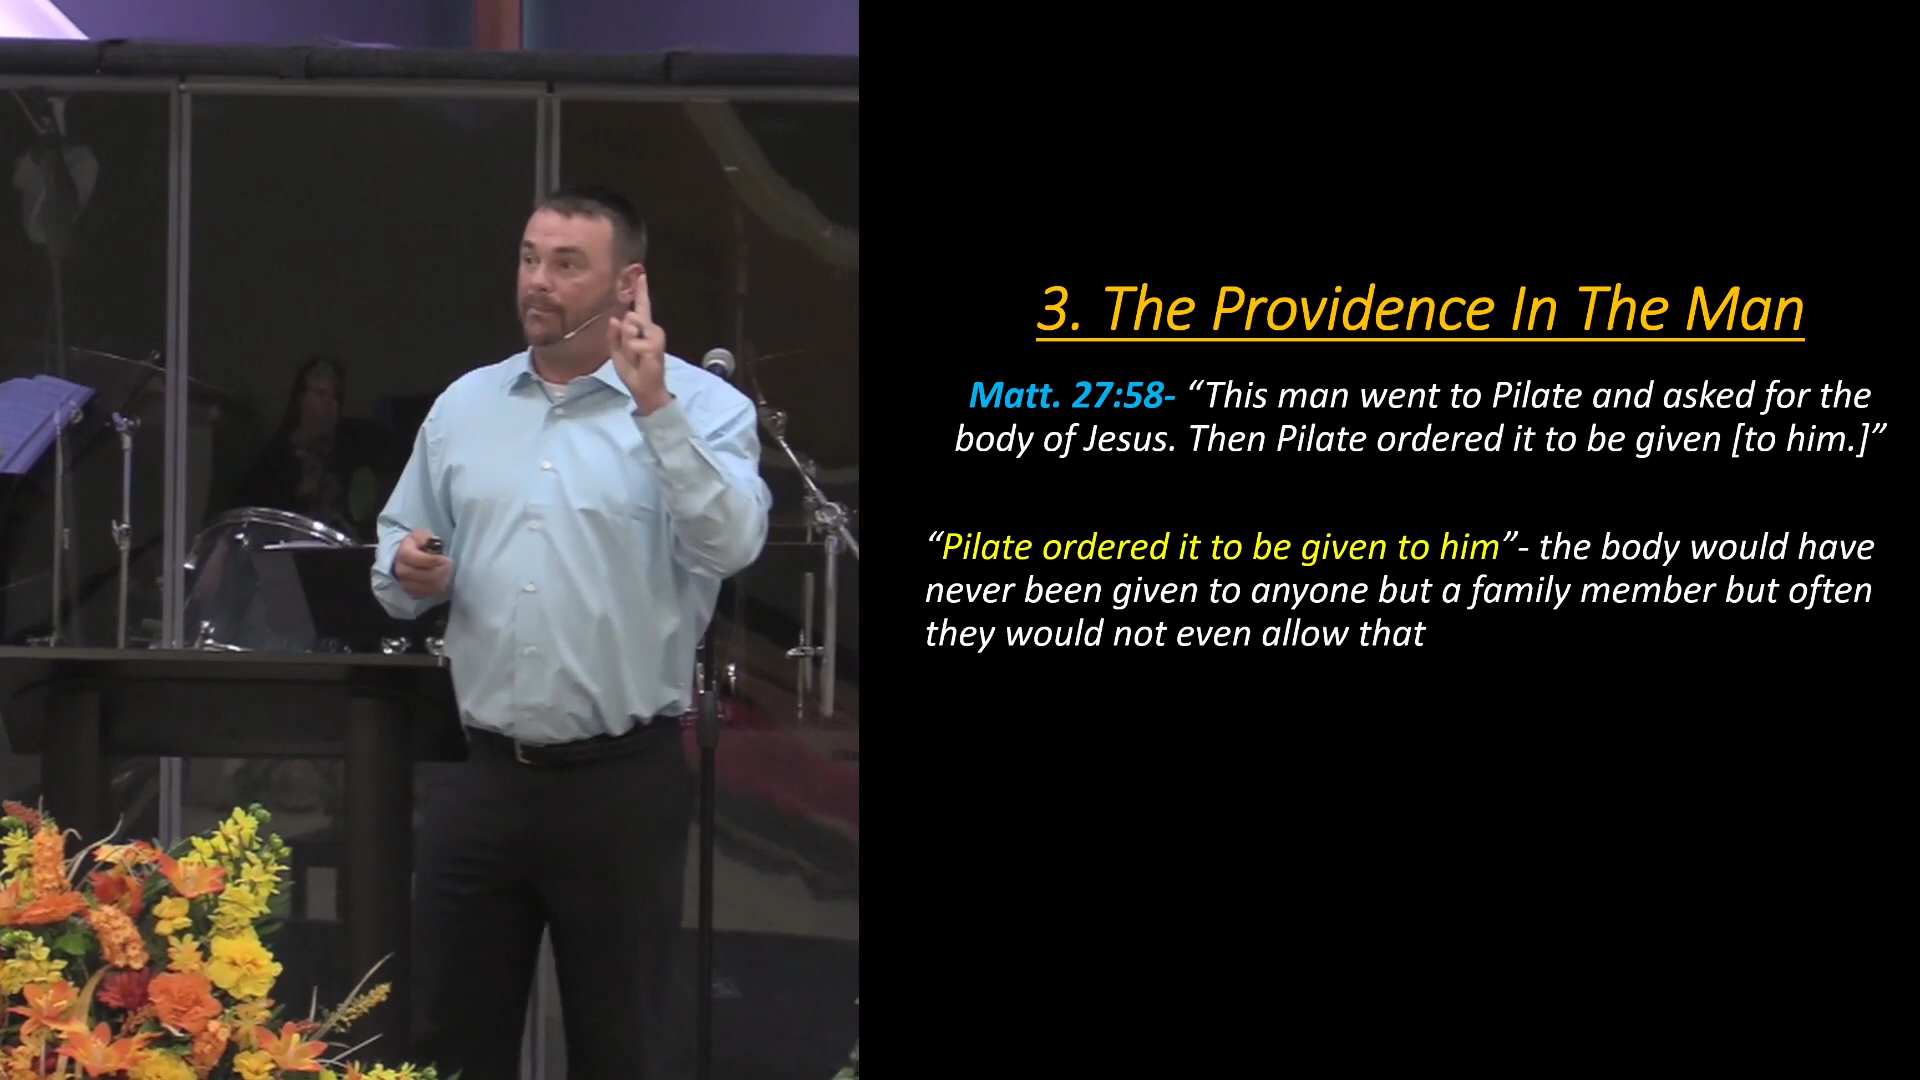 3. The Providence In The Man
Matt. 27:58- “This man went to Pilate and asked for the
body of Jesus. Then Pilate ordered it to be given [to him.]”
“Pilate ordered it to be given to him”- the body would have
never been given to anyone but a family member but often
they would not even allow that